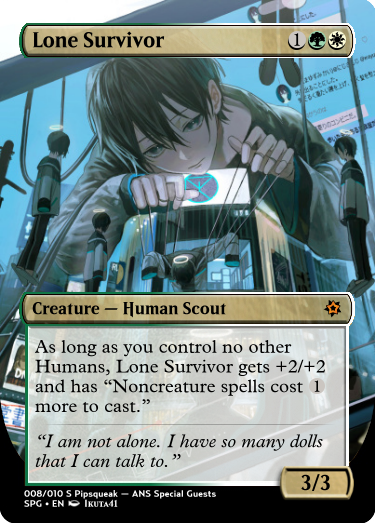 Lone Survivor 1
Creature — Human Scout
As long as you control no other
Humans, Lone Survivor gets +2/+2
and has “Noncreature spells cost 1
more to cast.”
“I am not alone. I have so many dolls
that I can talk to.”
3/3
008/010 S Pipsqueak — ANS Special Guests
SPG • EN Ikuta41